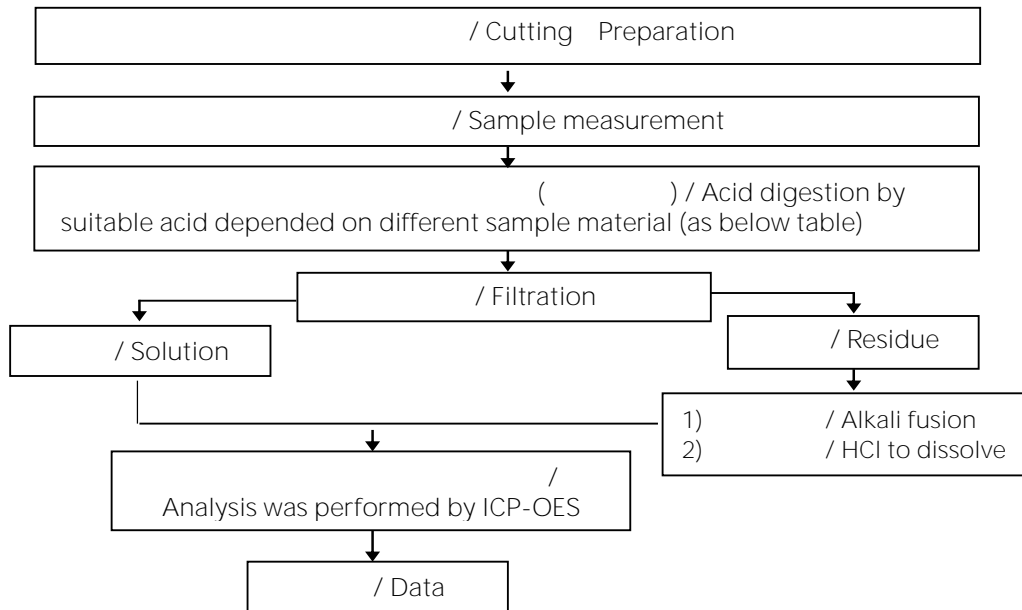 / Cutting Preparation
/ Sample measurement
( ) / Acid digestion by
suitable acid depended on different sample material (as below table)
/ Filtration
/ Solution
/ Residue
1) / Alkali fusion
2) / HCl to dissolve
/
Analysis was performed by ICP-OES
/ Data